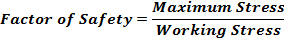 Factor of Safety = Maximum Stress / Working Stress